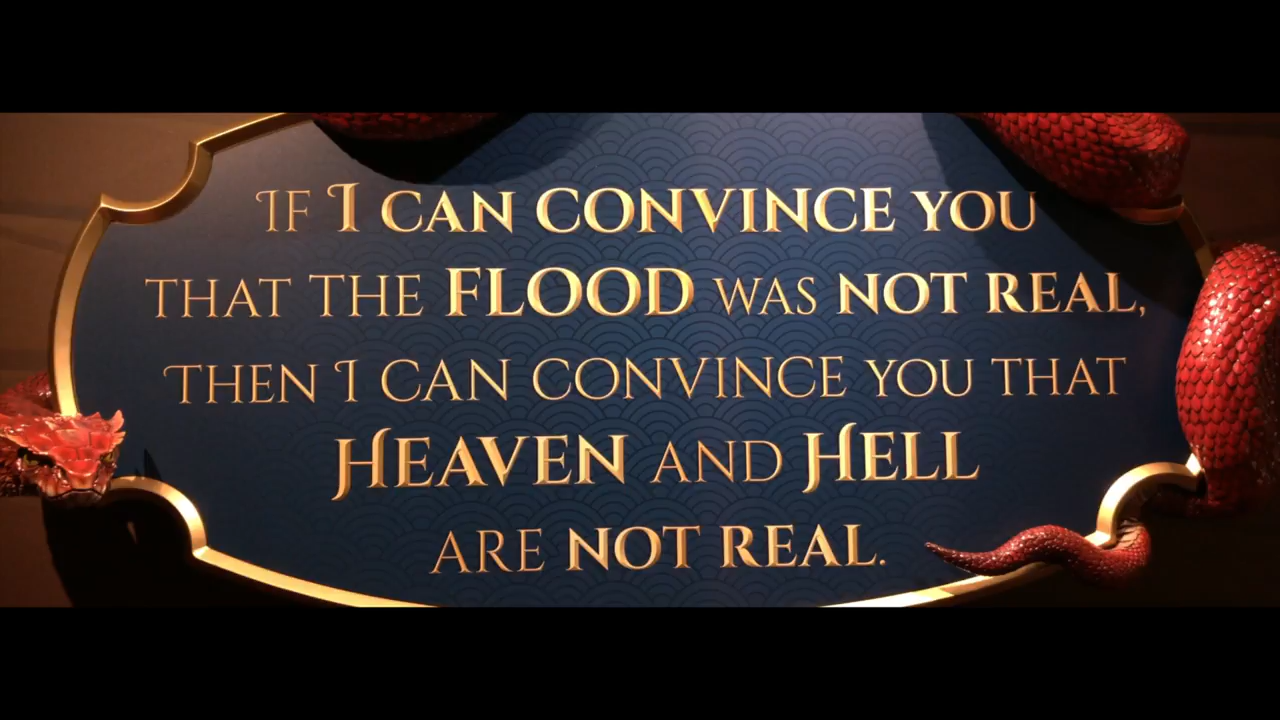 IF I CAN CONVINCE YOU
THAT THE FLOOD WAS NOT REAL,
THEN I CAN CONVINCE YOU THAT
HEAVEN AND HELL
ARE NOT REAL.